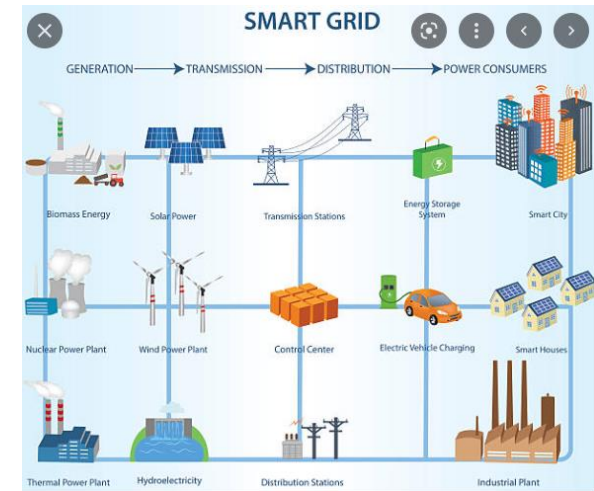 SMART GRID
GENERATION TRANSMISSION DISTRIBUTION POWER CONSUMERS
Biomass Energy
Solar Power
Transmission Stations
Energy Storage
System
Smart City
Nuclear Power Plant
Wind Power Plant
Control Center
Electric Vehicle Charging
Smart Houses
Thermal Power Plant
Hydroelectricity
Distribution Stations
Industrial Plant